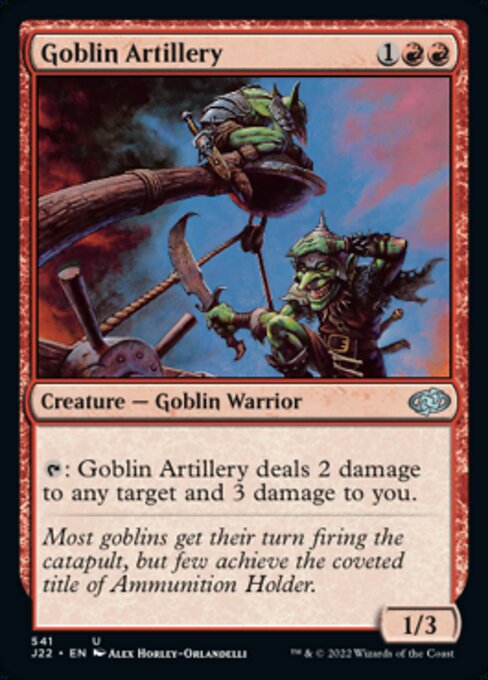 Goblin Artillery 1
Creature — Goblin Warrior
: Goblin Artillery deals 2 damage
to any target and 3 damage to you.
Most goblins get their turn firing the
catapult, but few achieve the coveted
title of Ammunition Holder.
1/3
541 U
J22 • EN Alex Horley-Orlandelli
™ & © 2022 Wizards of the Coast